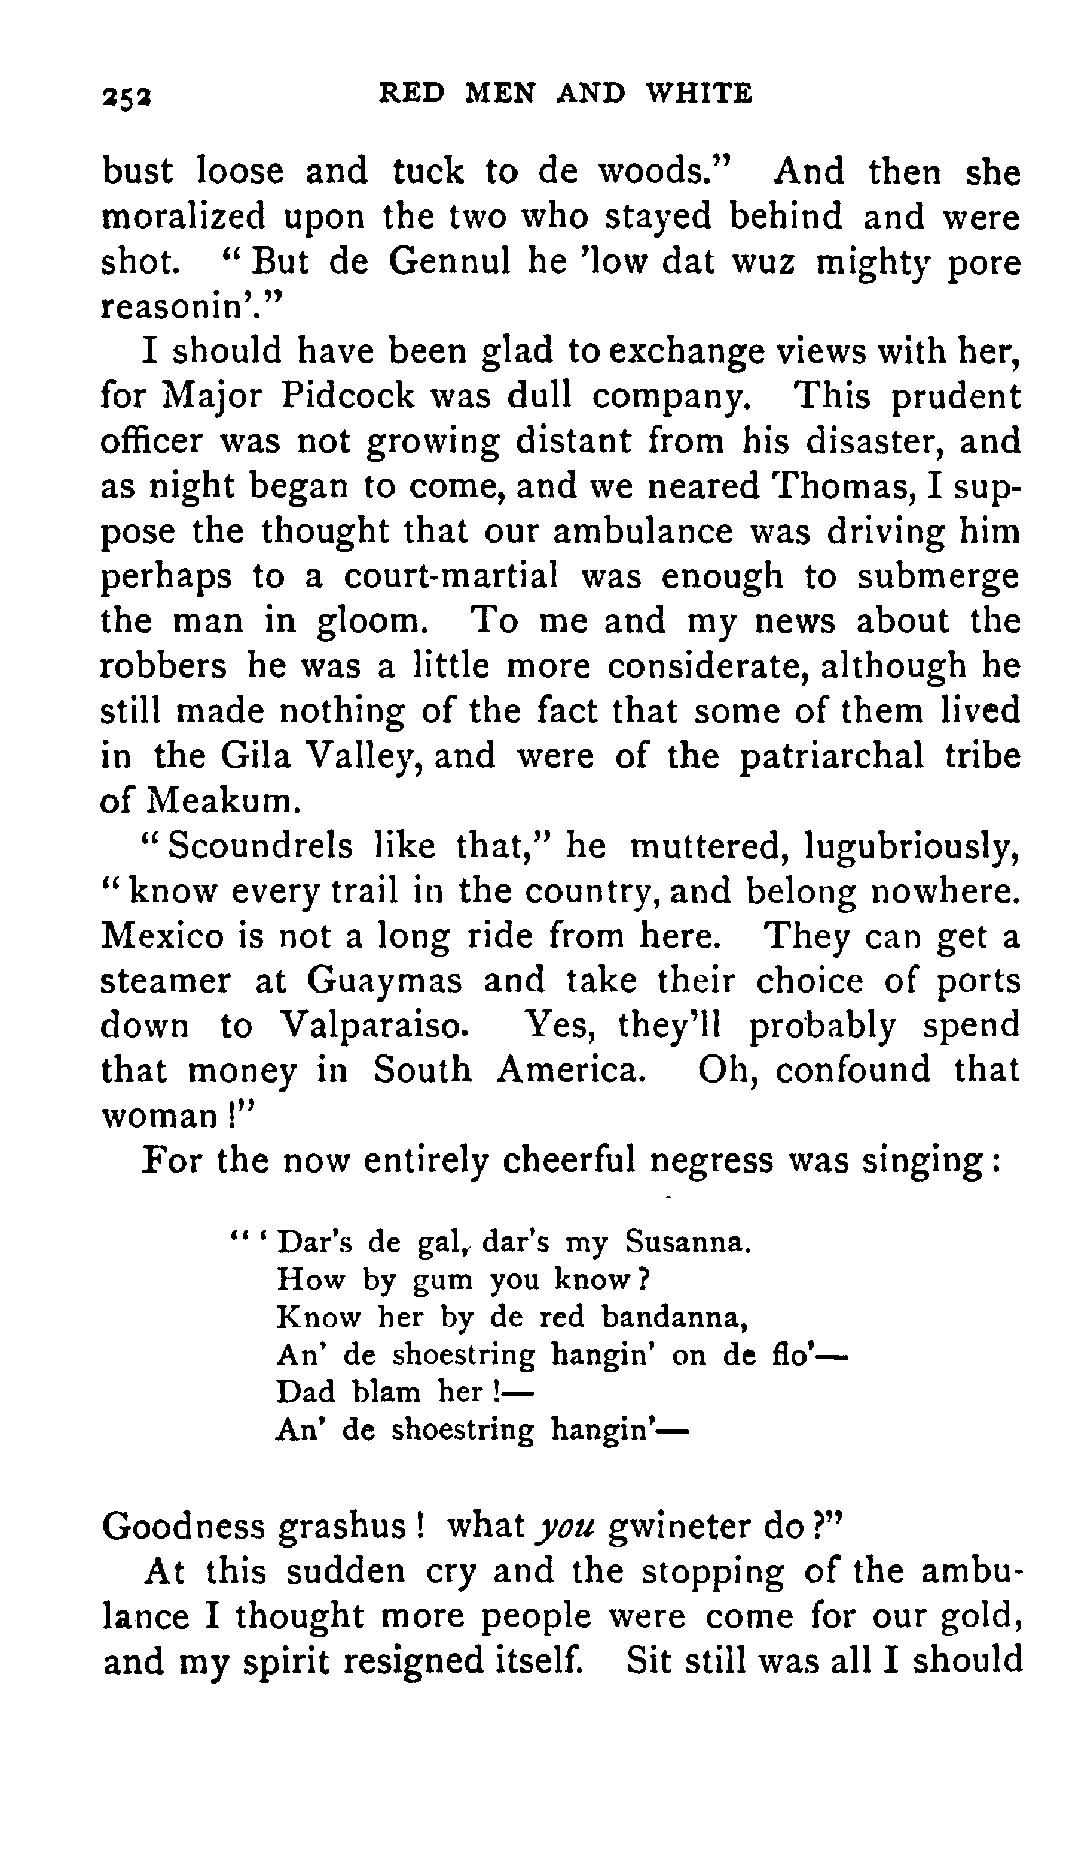 252 RED MEN AND WHITE
bust loose and tuck to de woods.” And then she
moralized upon the two who stayed behind and were
shot. “ But de Gennul he ’low dat wuz mighty pore
reasonin’.”
I should have been glad to exchange views with her,
for Major Pidcock was dull company. This prudent
officer was not growing distant from his disaster, and
as night began to come, and we neared Thomas, I sup-
pose the thought that our ambulance was driving him
perhaps to a court-martial was enough to submerge
the man in gloom. To me and my news about the
robbers he was a little more considerate, although he
still made nothing of the fact that some of them lived
in the Gila Valley, and were of the patriarchal tribe
of Meakum.
“ Scoundrels like that,” he muttered, lugubriously,
“ know every trail in the country, and belong nowhere.
Mexico is not a long ride from here. They can get a
steamer at Guaymas and take their choice of ports
down to Valparaiso. Yes, they’ll probably spend
that money in South America. Oh, confound that
woman !”
For the now entirely cheerful negress was singing :
“ ‘ Dar’s de gal, dar’s my Susanna.
How by gum you know ?
Know her by de red bandanna,
An’ de shoestring hangin’ on de flo’—
Dad blam her !—
An’ de shoestring hangin’—
Goodness grashus ! what you gwineter do ?”
At this sudden cry and the stopping of the ambu-
lance I thought more people were come for our gold,
and my spirit resigned itself. Sit still was all I should